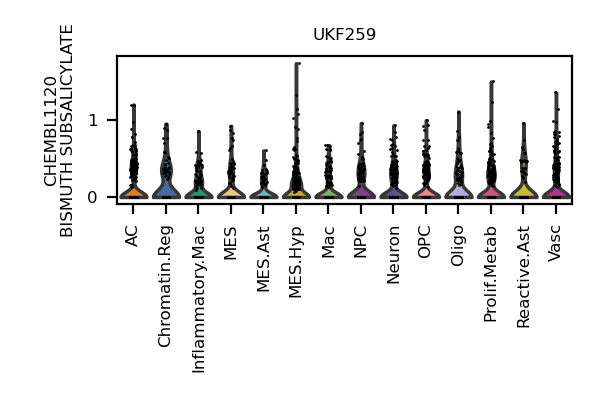 UKF259
CHEMBL1120
BISMUTH SUBSALICYLATE
1
0
AC
Chromatin.Reg
Inflammatory.Mac
MES
MES.Ast
MES.Hyp
Mac
NPC
Neuron
OPC
Oligo
Prolif.Metab
Reactive.Ast
Vasc